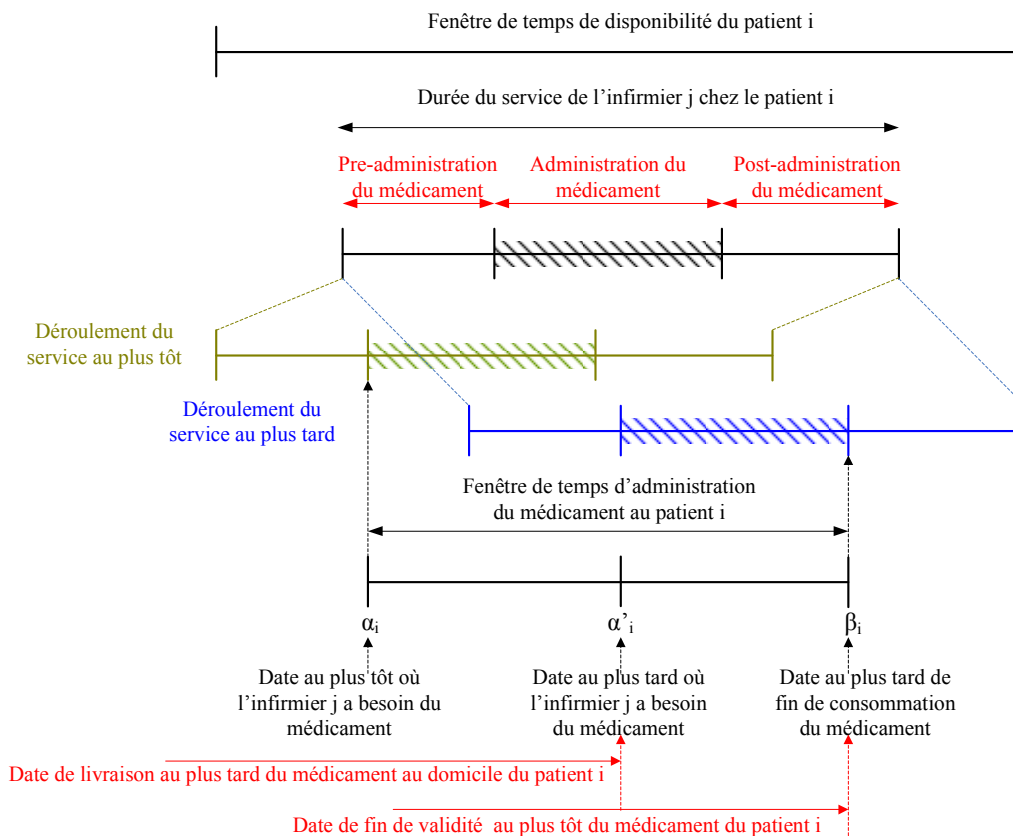 Fenêtre de temps de disponibilité du patient i
Durée du service de l’infirmier j chez le patient i
Pre-administration
du médicament
Administration du
médicament
Post-administration
du médicament
Déroulement du
service au plus tôt
Déroulement du
service au plus tard
Fenêtre de temps d’administration
du médicament au patient i
αi
α’i
βi
Date au plus tôt où
l’infirmier j a besoin du
médicament
Date au plus tard où
l’infirmier j a besoin
du médicament
Date au plus tard de
fin de consommation
du médicament
Date de livraison au plus tard du médicament au domicile du patient i
Date de fin de validité au plus tôt du médicament du patient i